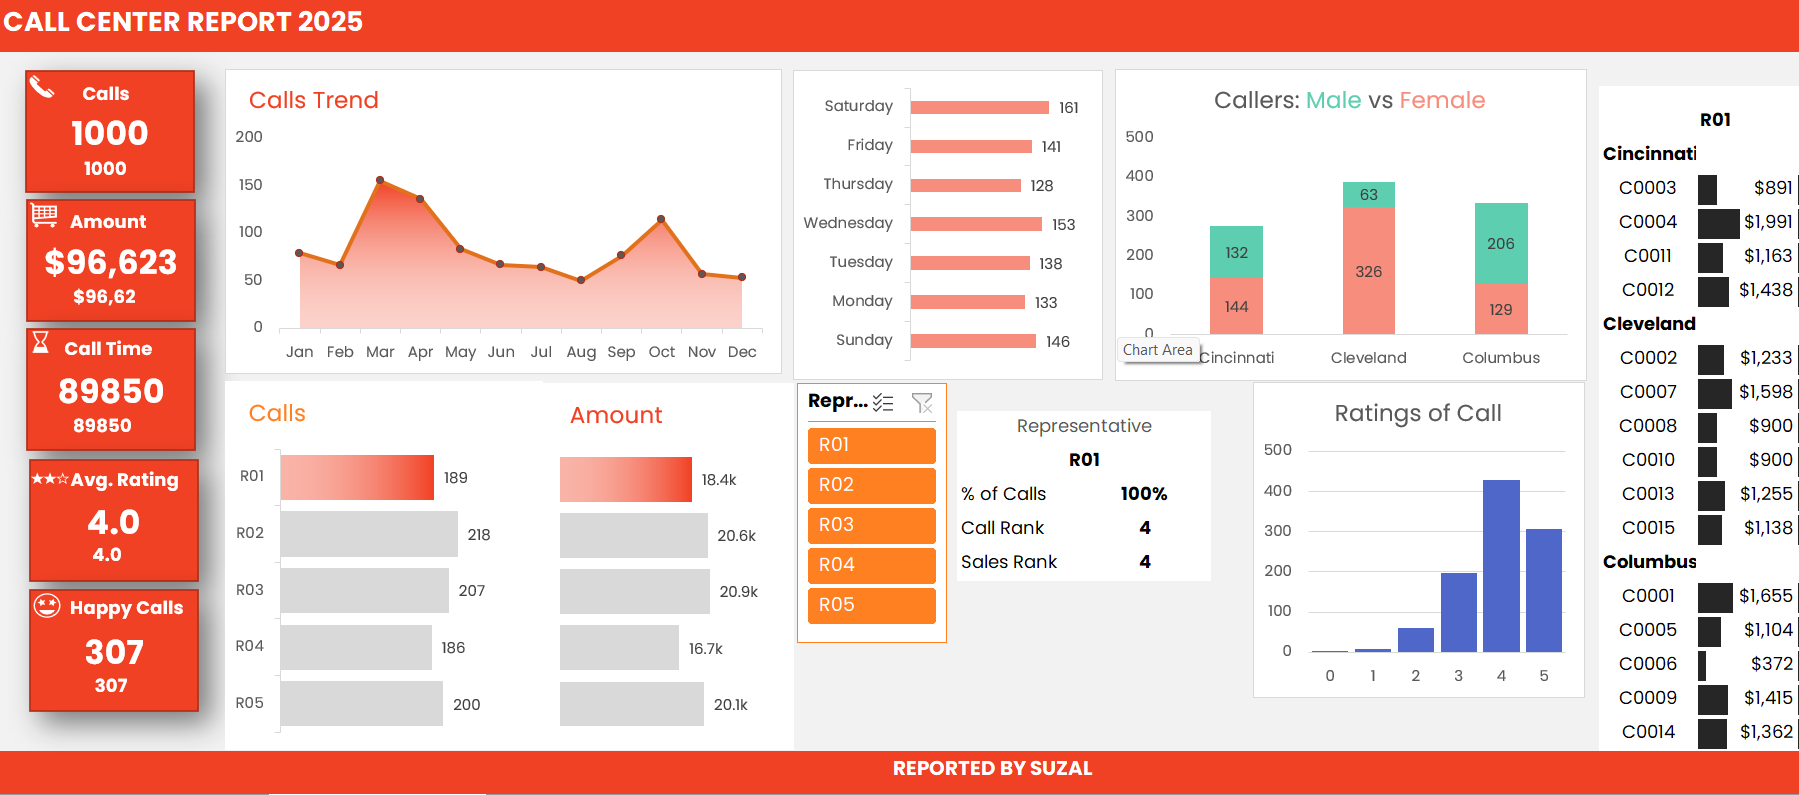 CALL CENTER REPORT 2025
Calls
1000
1000
Amount
$96,623
$96,62
Call Time
89850
89850
Avg. Rating
4.0
4.0
Happy Calls
307
307
Calls Trend
200
150
100
50
0
Jan Feb Mar Apr May Jun Jul Aug Sep Oct Nov Dec
Saturday 161
Friday 141
Thursday 128
Wednesday 153
Tuesday 138
Monday 133
Sunday 146
Callers: Male vs Female
500
400
300
200
100
0
132
144
63
326
206
129
Chart Area
Cincinnati Cleveland Columbus
Calls
R01 189
R02 218
R03 207
R04 186
R05 200
Amount
18.4k
20.6k
20.9k
16.7k
20.1k
Repr...
R01
R02
R03
R04
R05
Representative
R01
% of Calls 100%
Call Rank 4
Sales Rank 4
Ratings of Call
500
400
300
200
100
0
0 1 2 3 4 5
R01
Cincinnati
C0003 $891
C0004 $1,991
C0011 $1,163
C0012 $1,438
Cleveland
C0002 $1,233
C0007 $1,598
C0008 $900
C0010 $900
C0013 $1,255
C0015 $1,138
Columbus
C0001 $1,655
C0005 $1,104
C0006 $372
C0009 $1,415
C0014 $1,362
REPORTED BY SUZAL